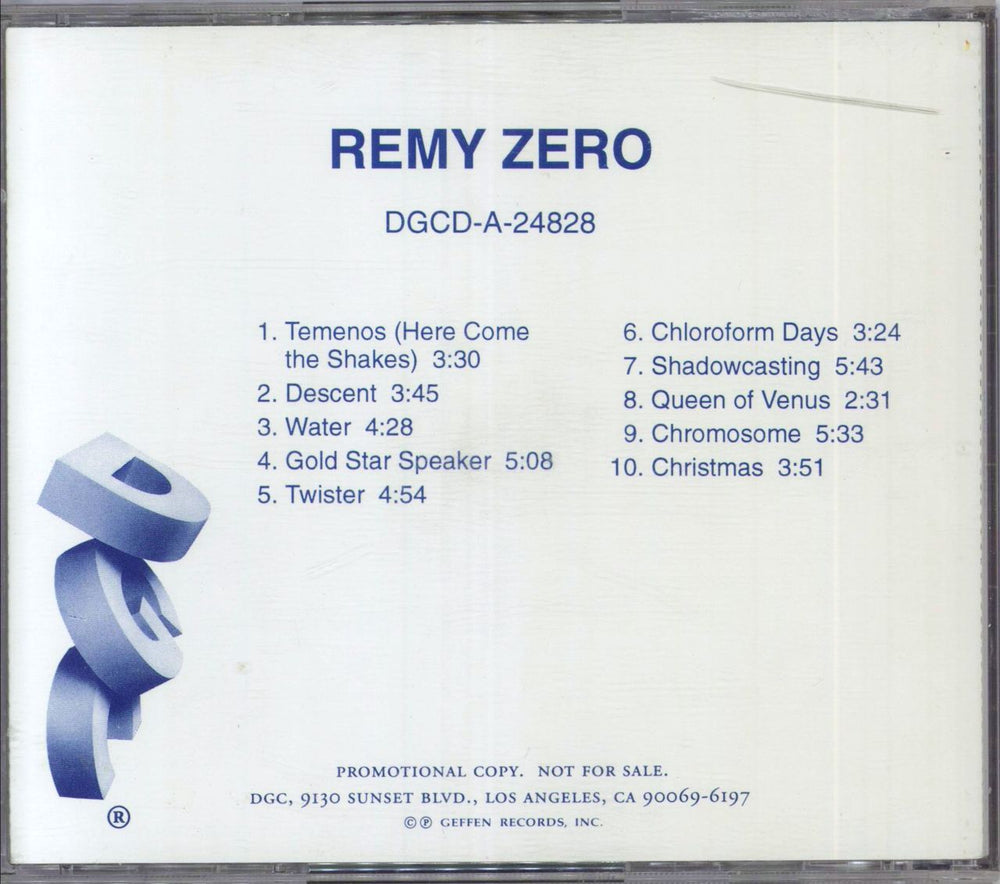 REMY ZERO
DGCD-A-24828
1. Temenos (Here Come
the Shakes) 3:30
2. Descent 3:45
3. Water 4:28
4. Gold Star Speaker 5:08
5. Twister 4:54
6. Chloroform Days 3:24
7. Shadowcasting 5:43
8. Queen of Venus 2:31
9. Chromosome 5:33
10. Christmas 3:51
DGC
®
PROMOTIONAL COPY. NOT FOR SALE.
DGC, 9130 SUNSET BLVD., LOS ANGELES, CA 90069-6197
©℗ GEFFEN RECORDS, INC.